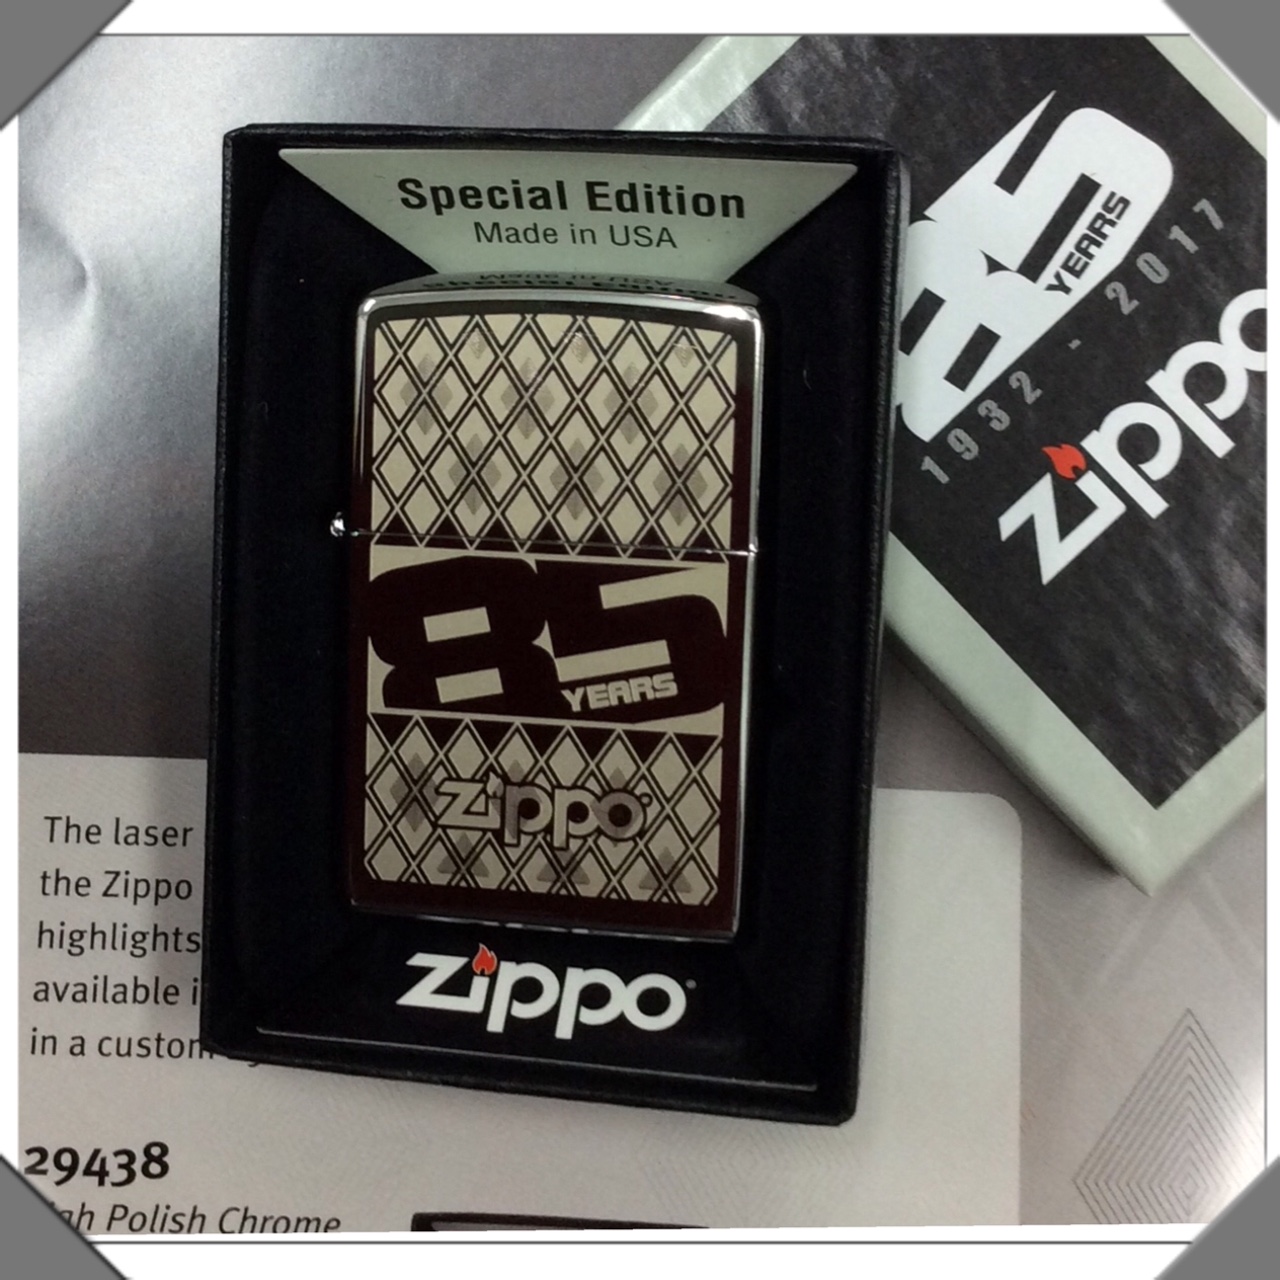 Special Edition
Made in USA
85
YEARS
zippo
zippo
85
YEARS
1932 - 2017
zippo
The laser
the Zippo
highlights
available i
in a custom
29438
High Polish Chrome